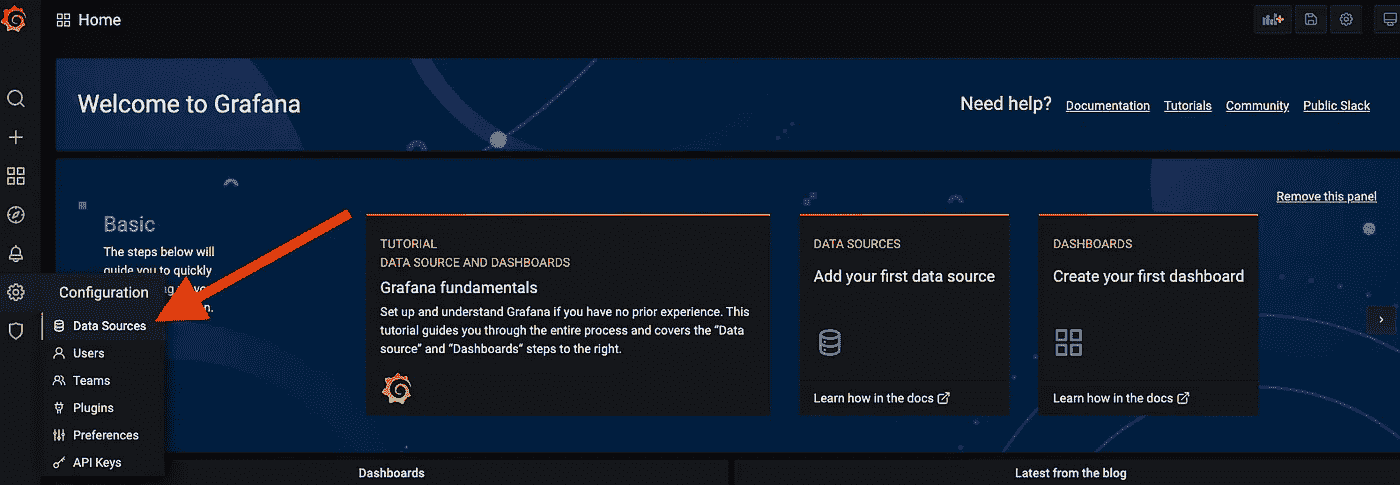 Home
Welcome to Grafana
Need help? Documentation Tutorials Community Public Slack
Remove this panel
Basic
The steps below will
guide you to quickly
Configuration
Data Sources
Users
Teams
Plugins
Preferences
API Keys
TUTORIAL
DATA SOURCE AND DASHBOARDS
Grafana fundamentals
Set up and understand Grafana if you have no prior experience. This
tutorial guides you through the entire process and covers the “Data
source” and “Dashboards” steps to the right.
DATA SOURCES
Add your first data source
Learn how in the docs
DASHBOARDS
Create your first dashboard
Learn how in the docs
Dashboards
Latest from the blog